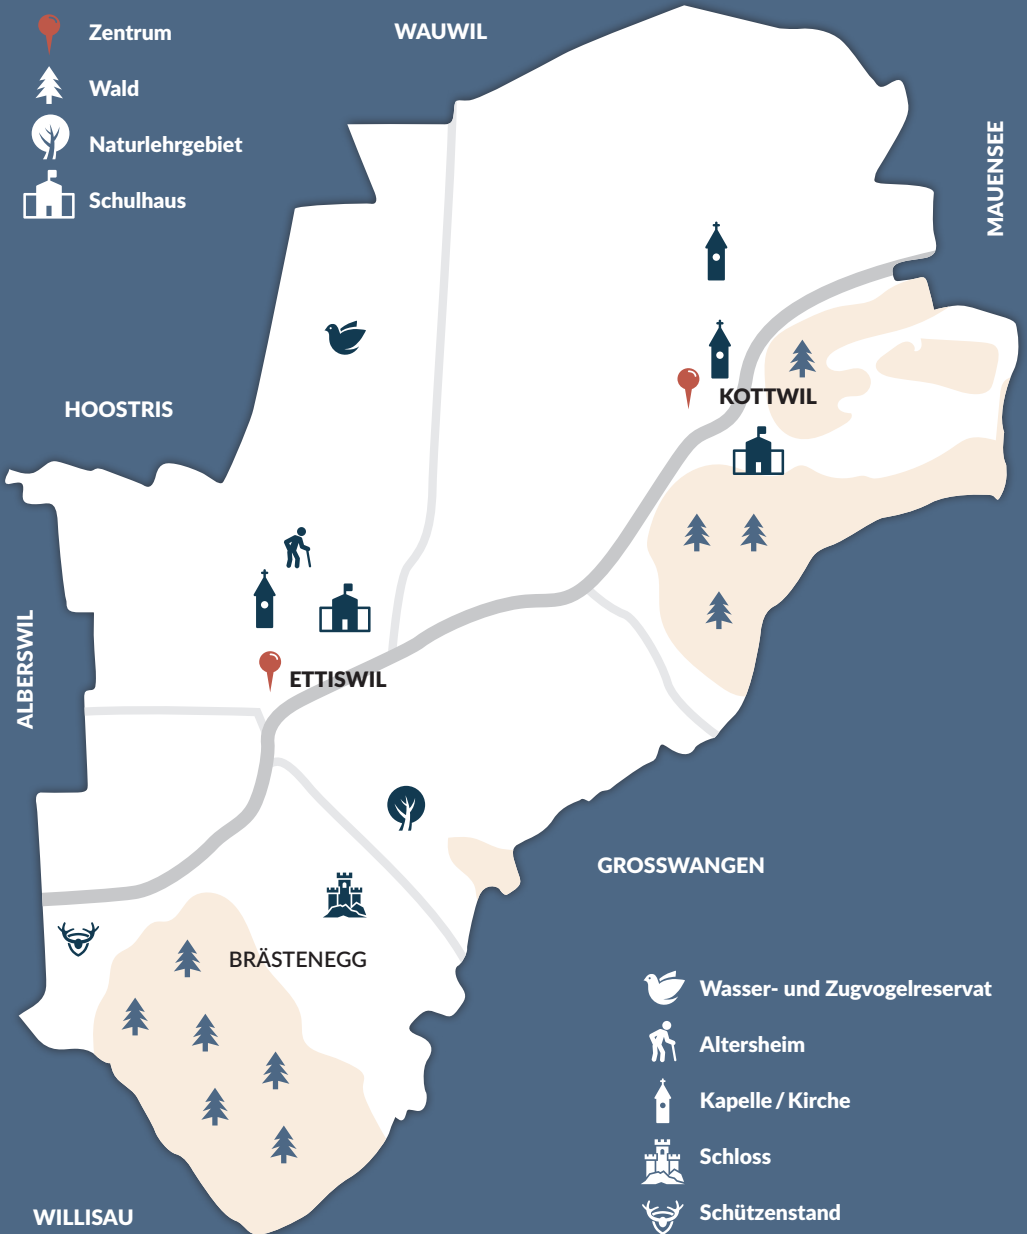 Zentrum
Wald
Naturlehrgebiet
Schulhaus
WAUWIL
MAUENSEE
HOOSTRIS
KOTTWIL
ALBERSWIL
ETTISWIL
GROSSWANGEN
BRÄSTENEGG
WILLISAU
Wasser- und Zugvogelreservat
Altersheim
Kapelle / Kirche
Schloss
Schützenstand